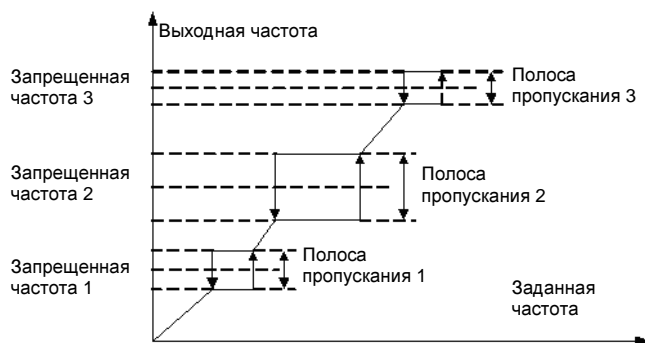 Выходная частота
Запрещенная
частота 3
Полоса
пропускания 3
Запрещенная
частота 2
Полоса
пропускания 2
Запрещенная
частота 1
Полоса
пропускания 1
Заданная
частота